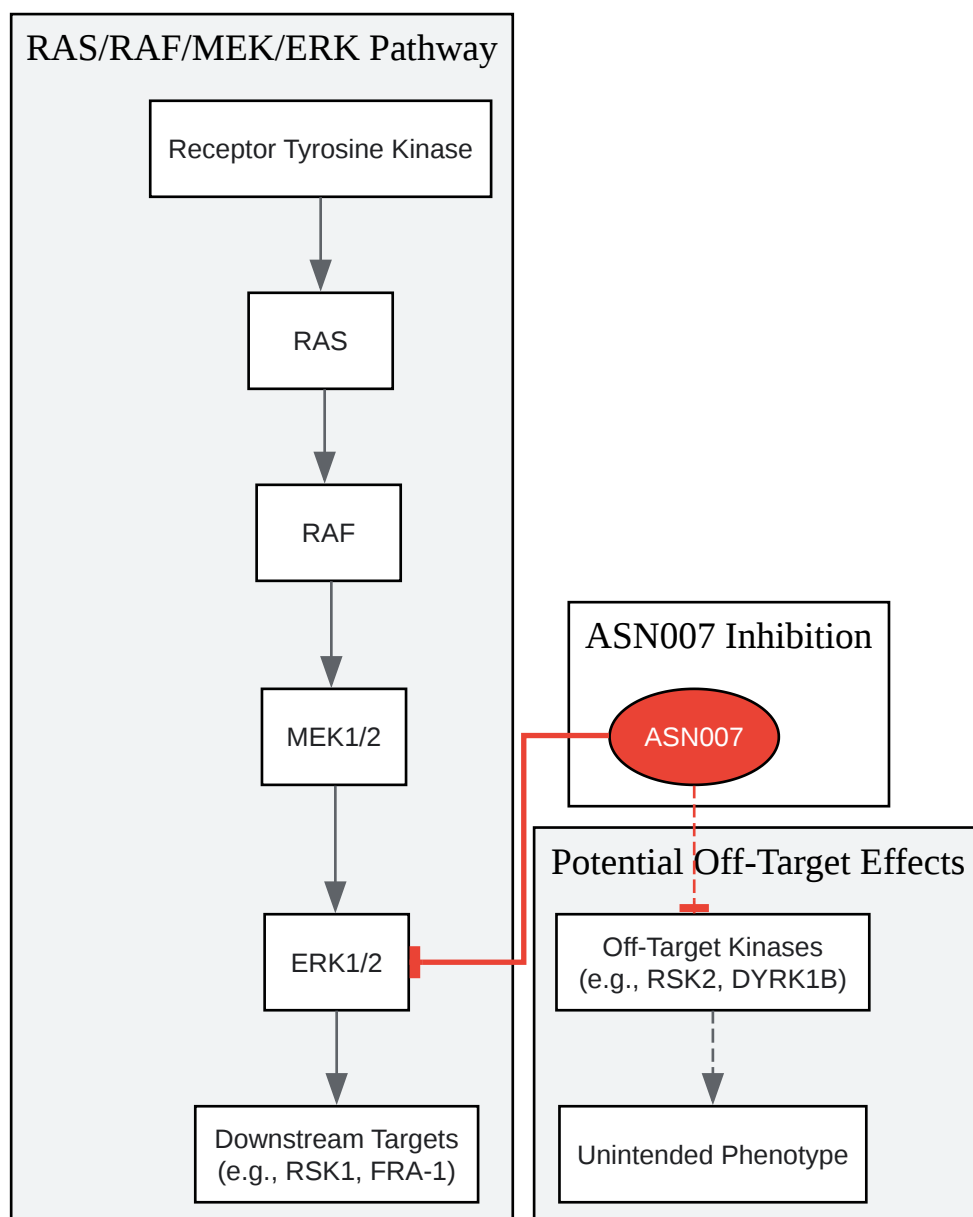 RAS/RAF/MEK/ERK Pathway
Receptor Tyrosine Kinase
RAS
RAF
MEK1/2
ERK1/2
Downstream Targets
(e.g., RSK1, FRA-1)
ASN007 Inhibition
ASN007
Potential Off-Target Effects
Off-Target Kinases
(e.g., RSK2, DYRK1B)
Unintended Phenotype